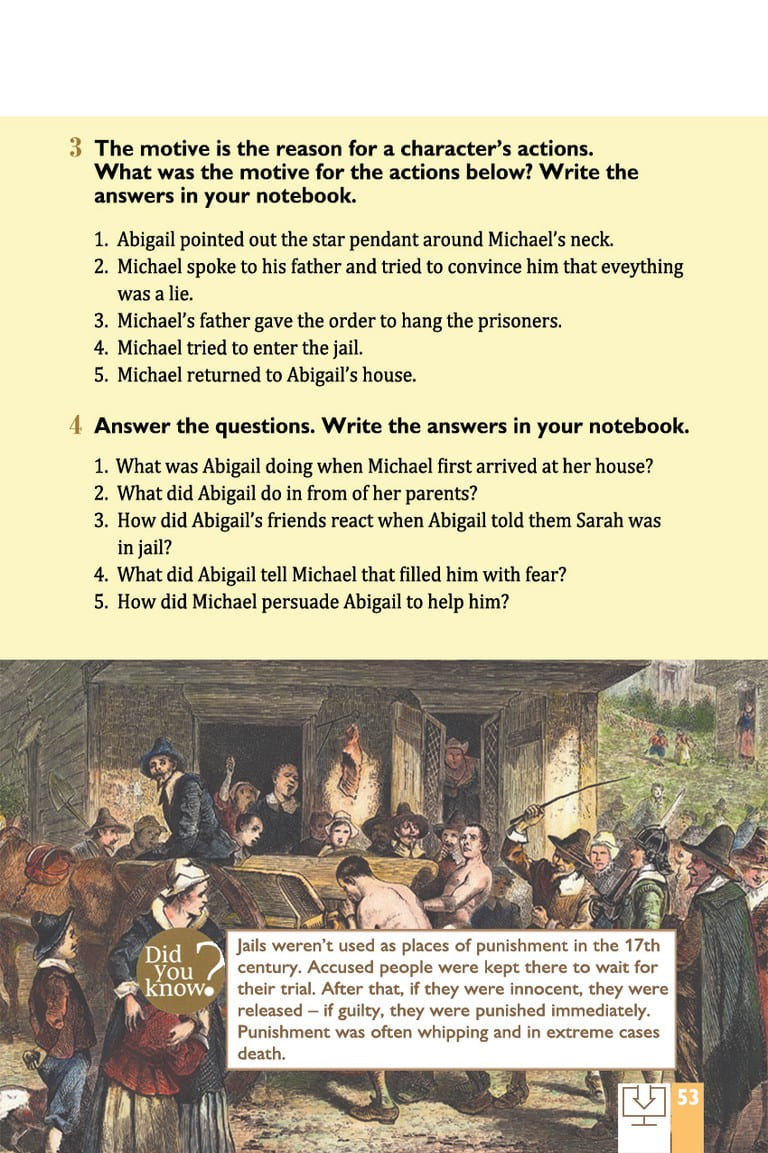 3 The motive is the reason for a character's actions.
What was the motive for the actions below? Write the
answers in your notebook.
1. Abigail pointed out the star pendant around Michael's neck.
2. Michael spoke to his father and tried to convince him that eveything
was a lie.
3. Michael's father gave the order to hang the prisoners.
4. Michael tried to enter the jail.
5. Michael returned to Abigail's house.
4 Answer the questions. Write the answers in your notebook.
1. What was Abigail doing when Michael first arrived at her house?
2. What did Abigail do in from of her parents?
3. How did Abigail's friends react when Abigail told them Sarah was
in jail?
4. What did Abigail tell Michael that filled him with fear?
5. How did Michael persuade Abigail to help him?
Did
you
know?
Jails weren't used as places of punishment in the 17th
century. Accused people were kept there to wait for
their trial. After that, if they were innocent, they were
released – if guilty, they were punished immediately.
Punishment was often whipping and in extreme cases
death.
53